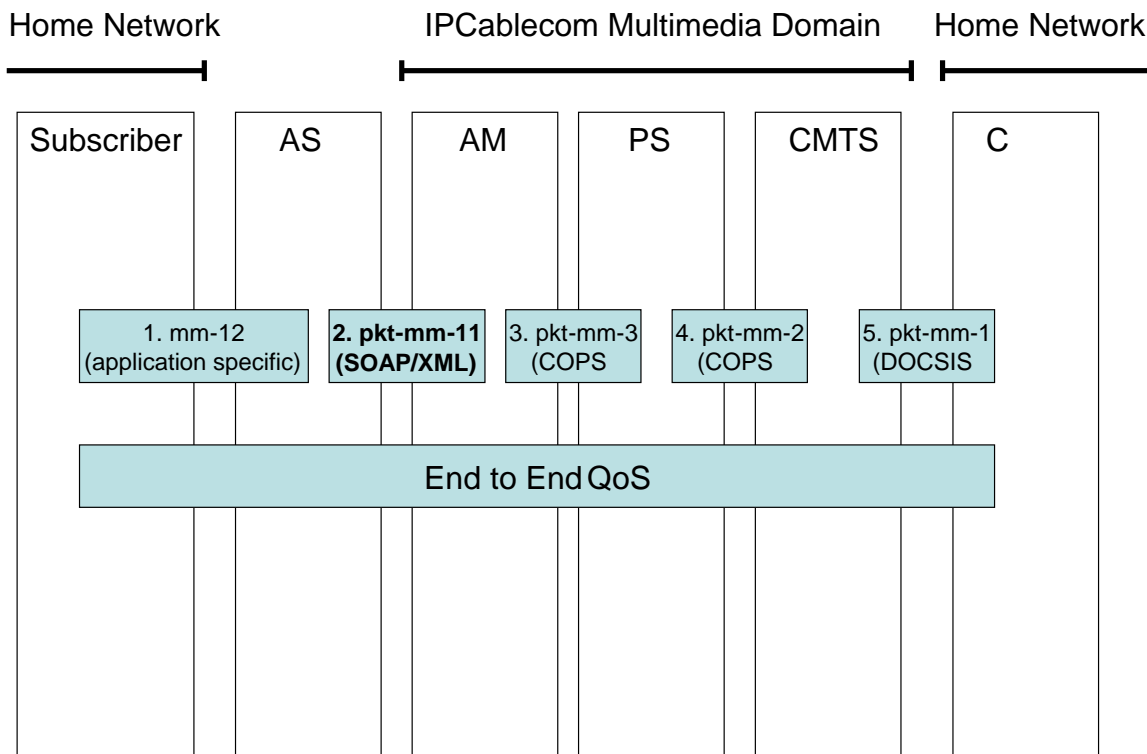 Home Network
IPCablecom Multimedia Domain
Home Network
Subscriber
AS
AM
PS
CMTS
C
1. mm-12
(application specific)
2. pkt-mm-11
(SOAP/XML)
3. pkt-mm-3
(COPS
4. pkt-mm-2
(COPS
5. pkt-mm-1
(DOCSIS
End to End QoS